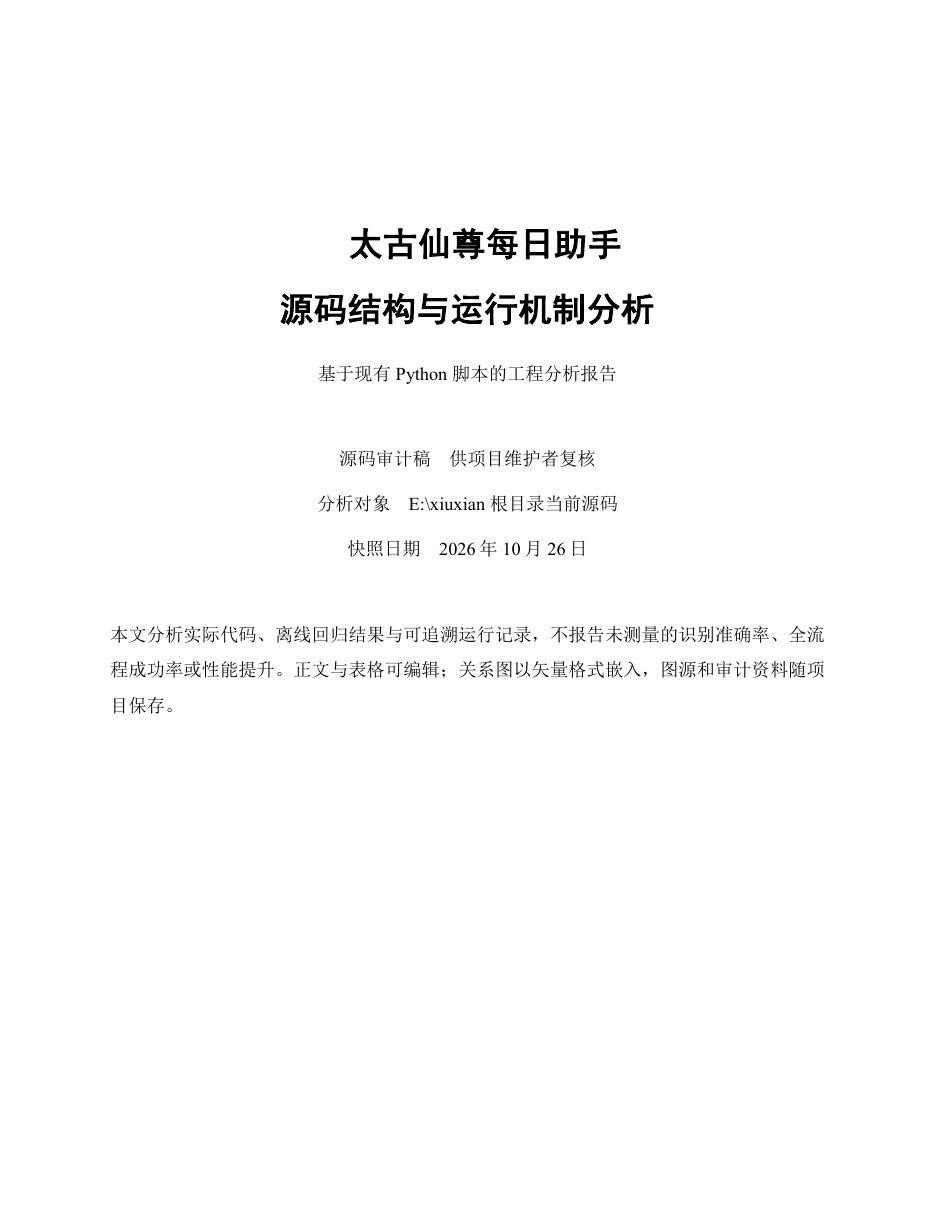 太古仙尊每日助手
源码结构与运行机制分析
基于现有 Python 脚本的工程分析报告
源码审计稿　供项目维护者复核
分析对象　E:\xiuxian 根目录当前源码
快照日期　2026 年 10 月 26 日
本文分析实际代码、离线回归结果与可追溯运行记录，不报告未测量的识别准确率、全流
程成功率或性能提升。正文与表格可编辑；关系图以矢量格式嵌入，图源和审计资料随项
目保存。